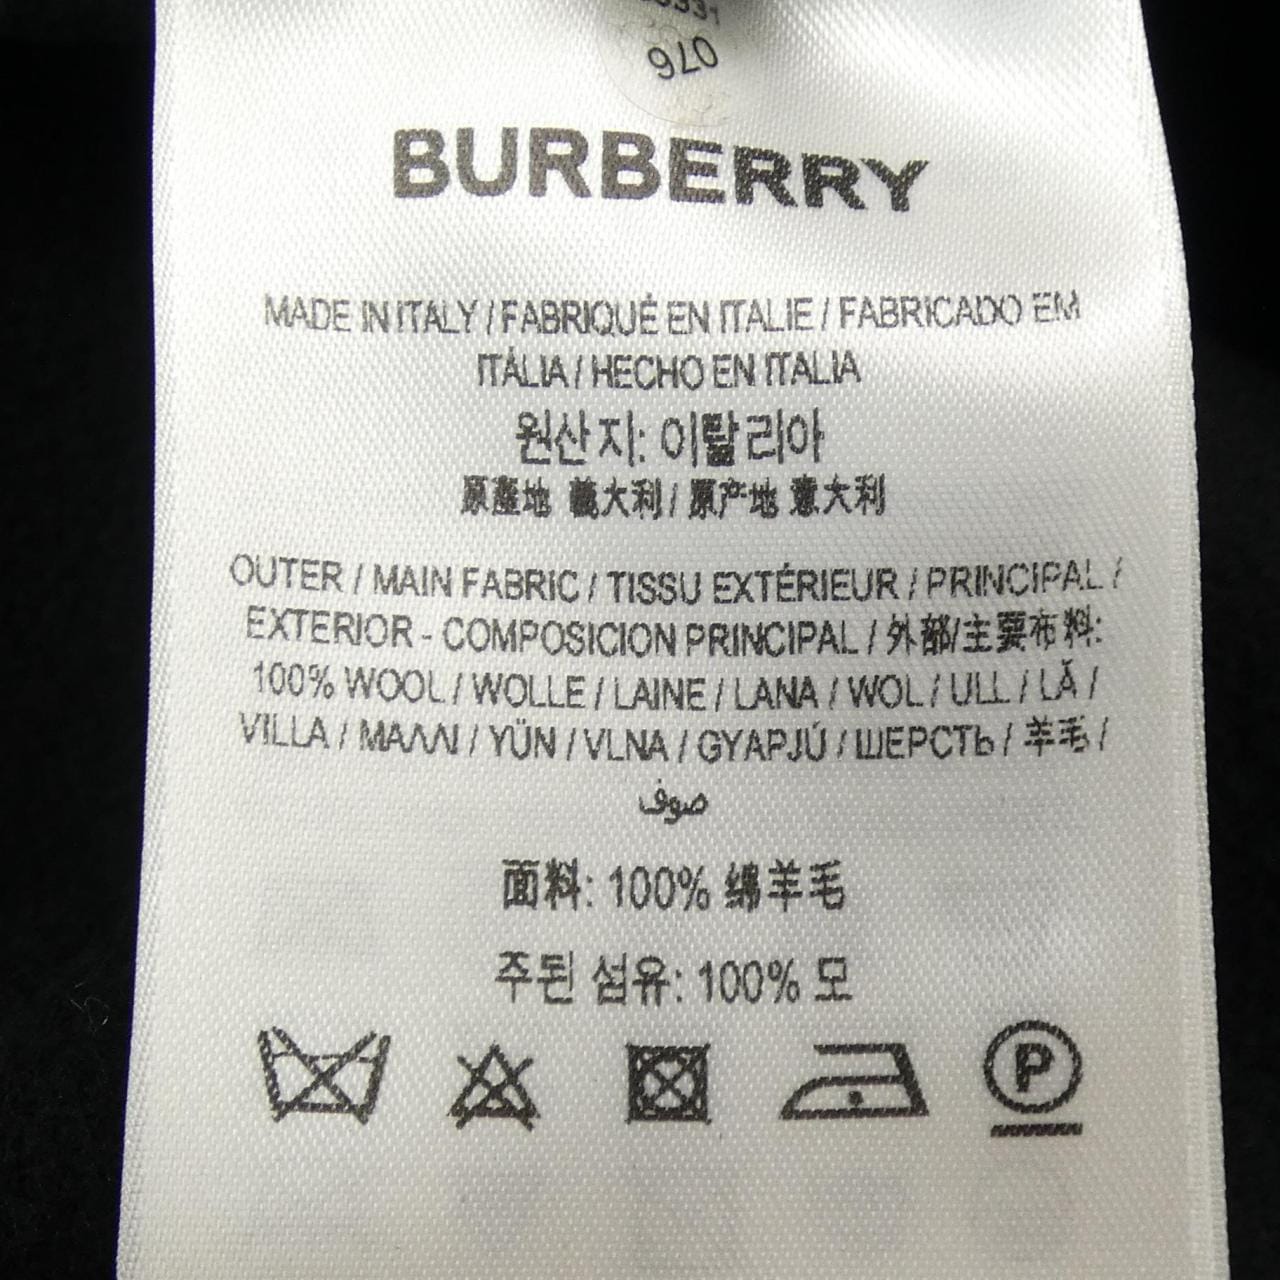 076
BURBERRY
MADE IN ITALY / FABRIQUÉ EN ITALIE / FABRICADO EM
ITÁLIA / HECHO EN ITALIA
원산지: 이탈리아
原產地 義大利 / 原产地 意大利
OUTER / MAIN FABRIC / TISSU EXTÉRIEUR / PRINCIPAL /
EXTERIOR - COMPOSICION PRINCIPAL / 外部/主要布料:
100% WOOL / WOLLE / LAINE / LANA / WOL / ULL / LÃ /
VILLA / ΜΑΛΛΙ / YÜN / VLNA / GYAPJÚ / ШЕРСТЬ / 羊毛 /
صوف
面料: 100% 绵羊毛
주된 섬유: 100% 모
P